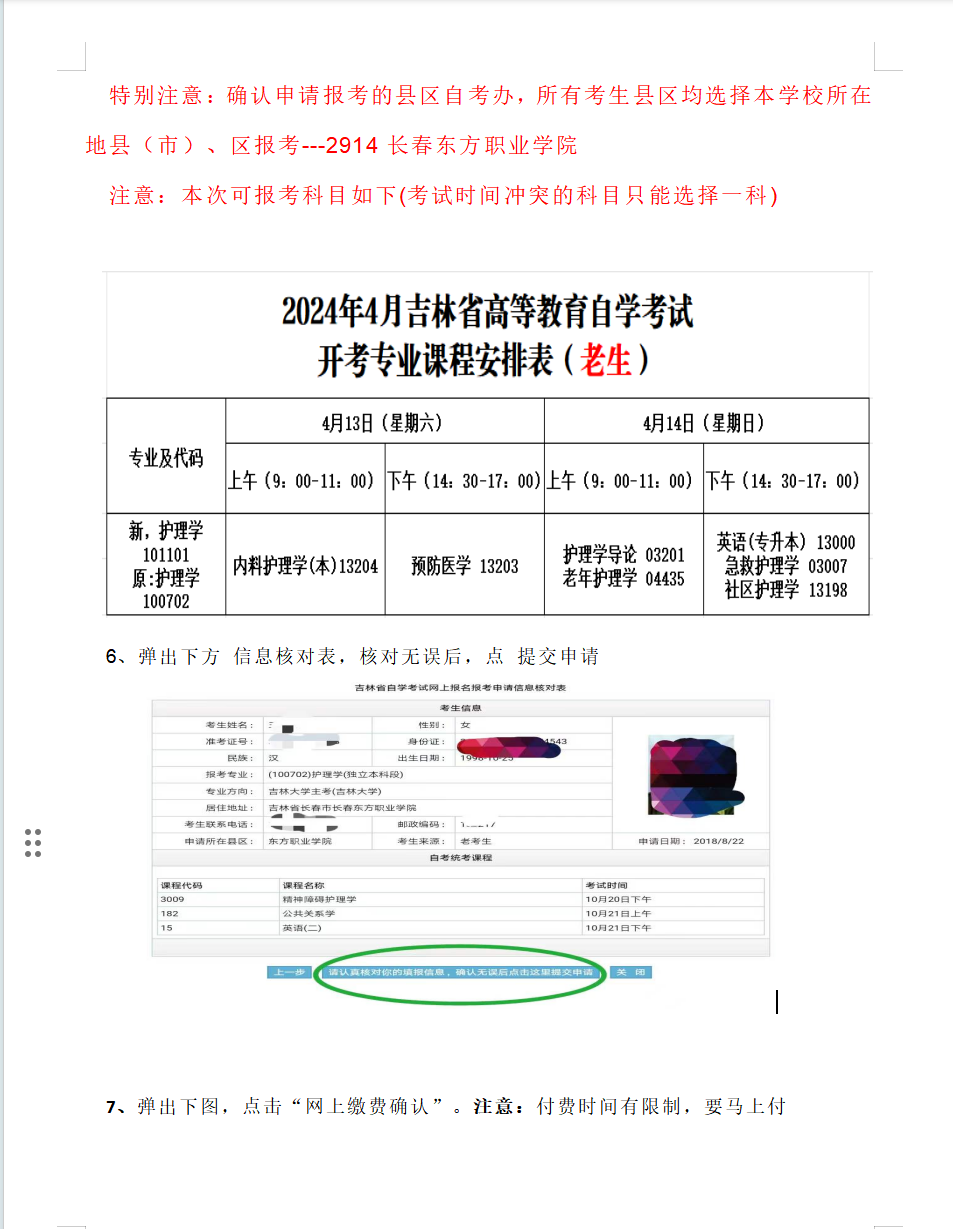 特别注意：确认申请报考的县区自考办，所有考生县区均选择本学校所在
地县（市）、区报考---2914 长春东方职业学院
注意：本次可报考科目如下(考试时间冲突的科目只能选择一科)
2024年4月吉林省高等教育自学考试
开考专业课程安排表（老生）
专业及代码
4月13日（星期六） 4月14日（星期日）
上午（9：00-11：00） 下午（14：30-17：00） 上午（9：00-11：00） 下午（14：30-17：00）
新，护理学
101101
原:护理学
100702
内料护理学(本)13204
预防医学 13203
护理学导论 03201
老年护理学 04435
英语(专升本) 13000
急救护理学 03007
社区护理学 13198
6、弹出下方 信息核对表，核对无误后，点 提交申请
吉林省自学考试网上报名报考申请信息核对表
考生信息
考生姓名： 性别： 女
准考证号： 身份证： 4543
民族： 汉 出生日期： 1998-10-25
报考专业： (100702)护理学(独立本科段)
专业方向： 吉林大学主考(吉林大学)
居住地址： 吉林省长春市长春东方职业学院
考生联系电话： 邮政编码：
申请所在县区： 东方职业学院 考生来源： 老考生 申请日期： 2018/8/22
自考统考课程
课程代码 课程名称 考试时间
3009 精神障碍护理学 10月20日下午
182 公共关系学 10月21日上午
15 英语(二) 10月21日下午
上一步 请认真核对你的填报信息，确认无误后点击这里提交申请 关 闭
7、弹出下图，点击“网上缴费确认”。注意：付费时间有限制，要马上付